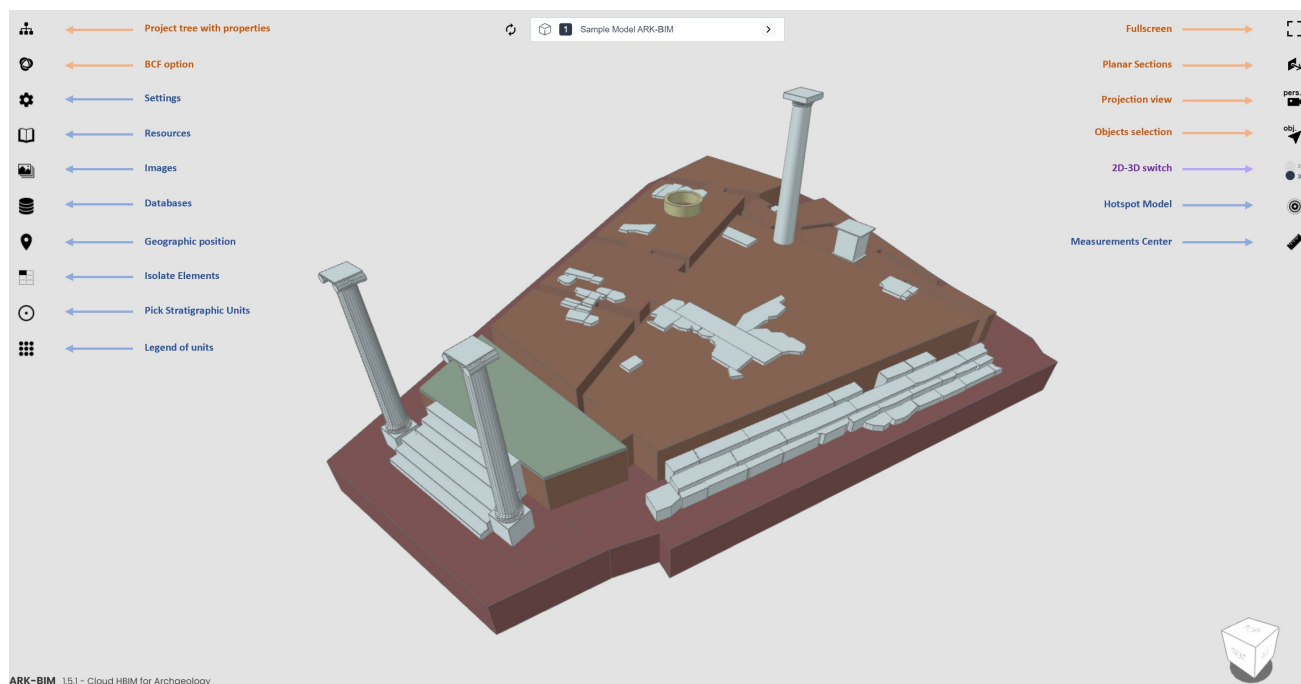 Project tree with properties
1 Sample Model ARK-BIM
Fullscreen
BCF option
Planar Sections
Settings
pers.
Projection view
Resources
obj.
Objects selection
Images
2D-3D switch
Databases
Hotspot Model
Geographic position
Measurements Center
Isolate Elements
Pick Stratigraphic Units
Legend of units
TOP
ARK-BIM 1.5.1 - Cloud HBIM for Archaeology